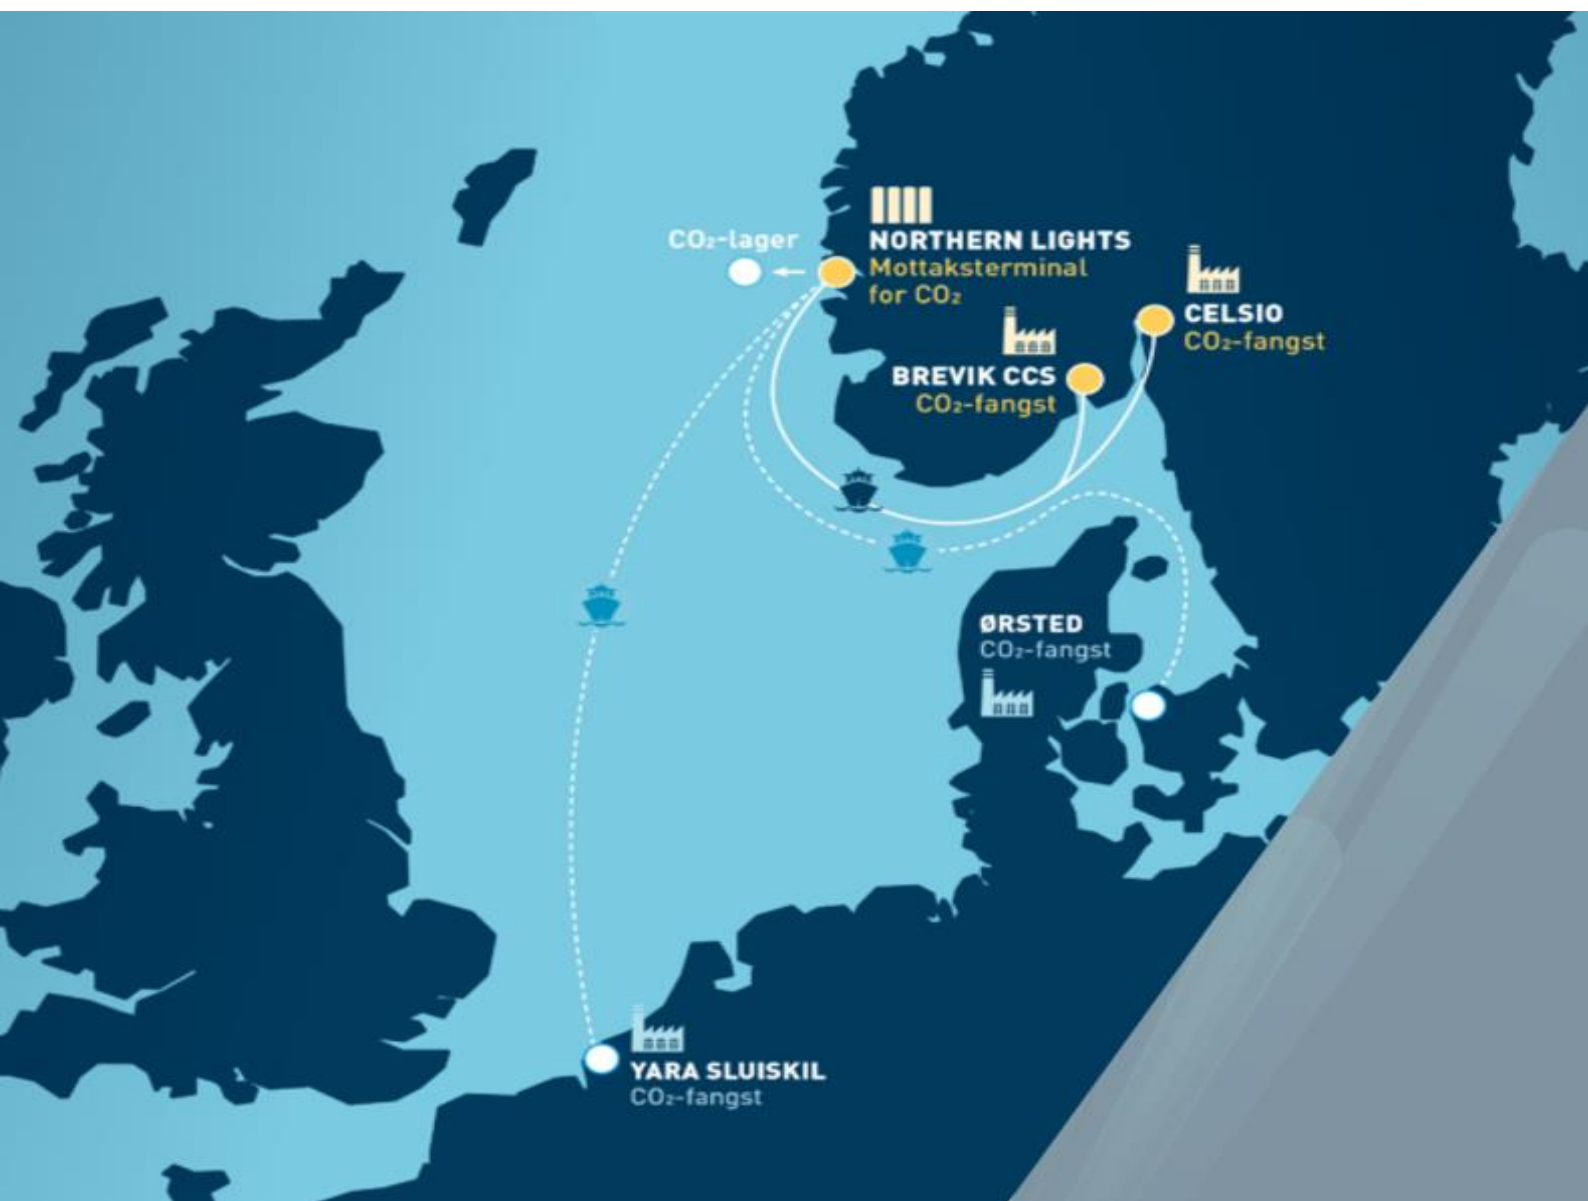 CO₂-lager
NORTHERN LIGHTS
Mottaksterminal
for CO₂
CELSIO
CO₂-fangst
BREVIK CCS
CO₂-fangst
ØRSTED
CO₂-fangst
YARA SLUISKIL
CO₂-fangst